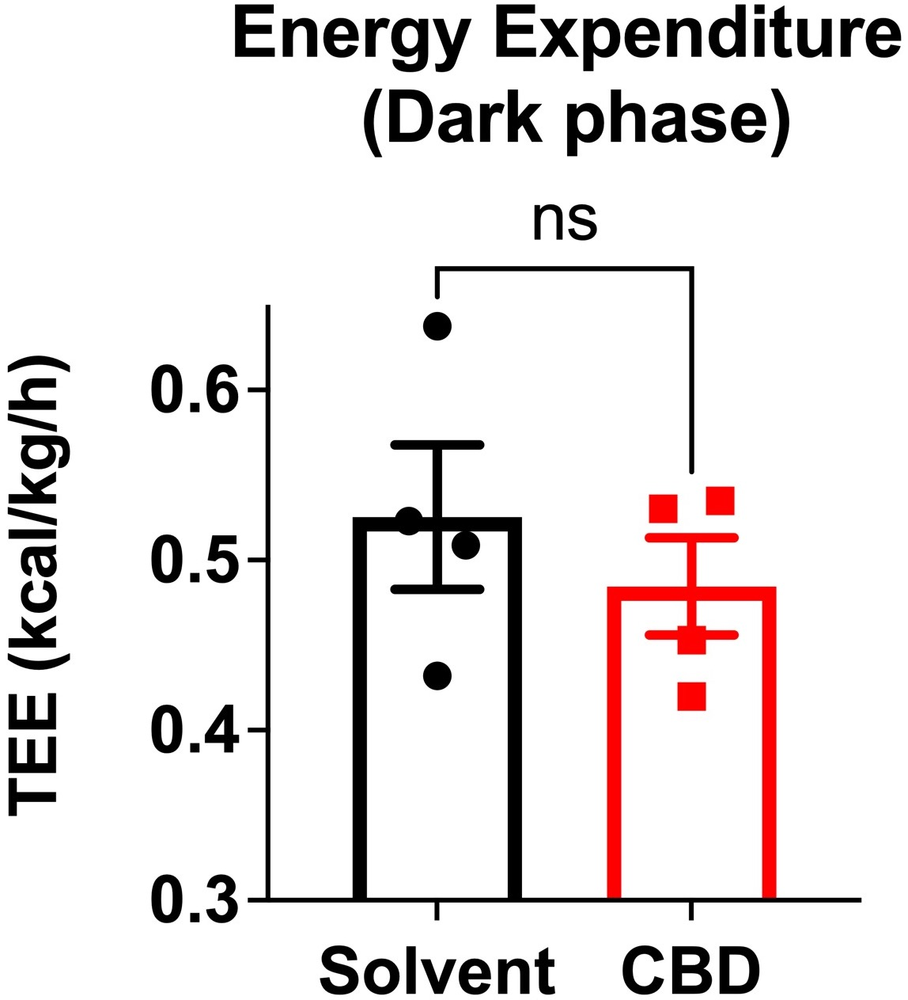 Energy Expenditure
(Dark phase)
ns
TEE (kcal/kg/h)
0.6
0.5
0.4
0.3
Solvent CBD